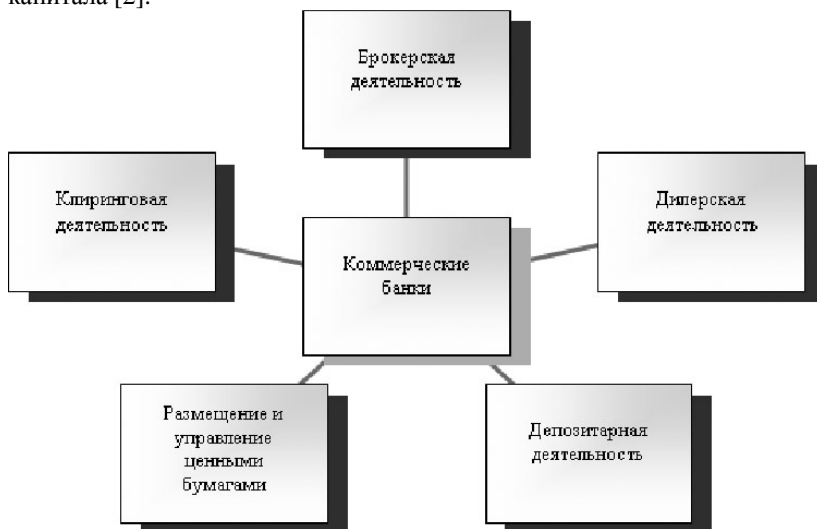 капитала [2].
Брокерская
деятельность
Клиринговая
деятельность
Дилерская
деятельность
Коммерческие
банки
Размещение и
управление
ценными
бумагами
Депозитарная
деятельность